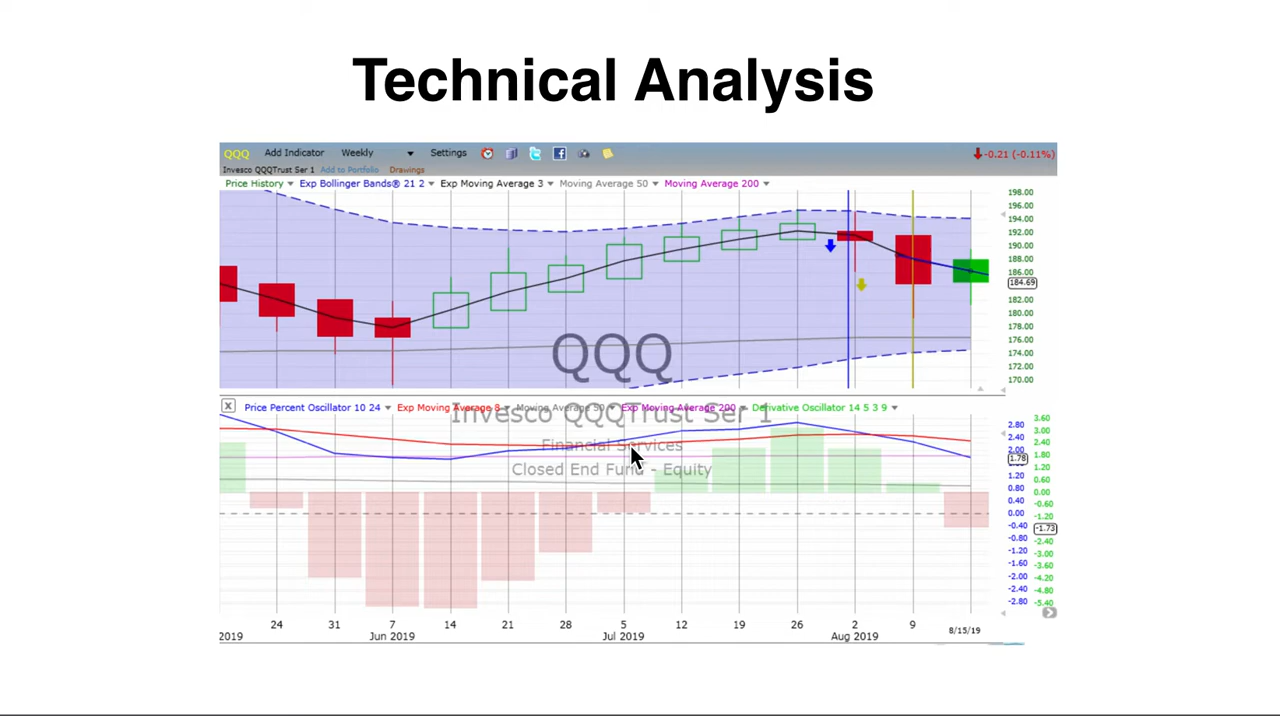 Technical Analysis
QQQ Add Indicator Weekly Settings -0.21 (-0.11%)
Invesco QQQTrust Ser 1 Add to Portfolio Drawings
Price History Exp Bollinger Bands® 21 2 Exp Moving Average 3 Moving Average 50 Moving Average 200
198.00
196.00
194.00
192.00
190.00
188.00
186.00
184.69
182.00
180.00
178.00
176.00
174.00
172.00
170.00
QQQ
Invesco QQQTrust Ser 1
Financial Services
Closed End Fund - Equity
X Price Percent Oscillator 10 24 Exp Moving Average 8 Moving Average 50 Exp Moving Average 200 Derivative Oscillator 14 5 3 9
3.60
2.80 3.00
2.40 2.40
2.00 1.80
1.78
1.20 1.20
0.80 0.60
0.00
0.40 -0.60
0.00 -1.20
-0.40 -1.73
-0.80 -2.40
-1.20 -3.00
-1.60 -3.60
-2.00 -4.20
-2.40 -4.80
-2.80 -5.40
24 7 14 21 28 5 12 19 26 2 9 8/15/19
2019 Jun 2019 Jul 2019 Aug 2019